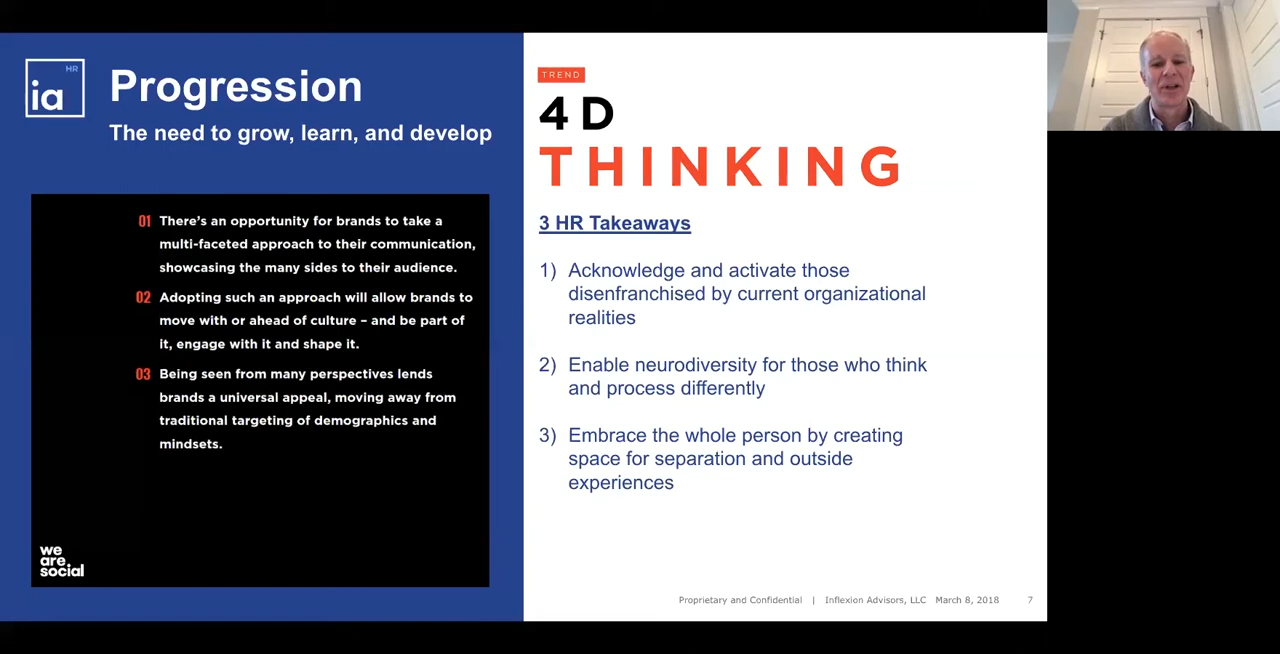 HR
ia
Progression
The need to grow, learn, and develop
01 There’s an opportunity for brands to take a
multi-faceted approach to their communication,
showcasing the many sides to their audience.
02 Adopting such an approach will allow brands to
move with or ahead of culture – and be part of
it, engage with it and shape it.
03 Being seen from many perspectives lends
brands a universal appeal, moving away from
traditional targeting of demographics and
mindsets.
we
are
social
TREND
4D
THINKING
3 HR Takeaways
1) Acknowledge and activate those
disenfranchised by current organizational
realities
2) Enable neurodiversity for those who think
and process differently
3) Embrace the whole person by creating
space for separation and outside
experiences
Proprietary and Confidential | Inflexion Advisors, LLC March 8, 2018 7